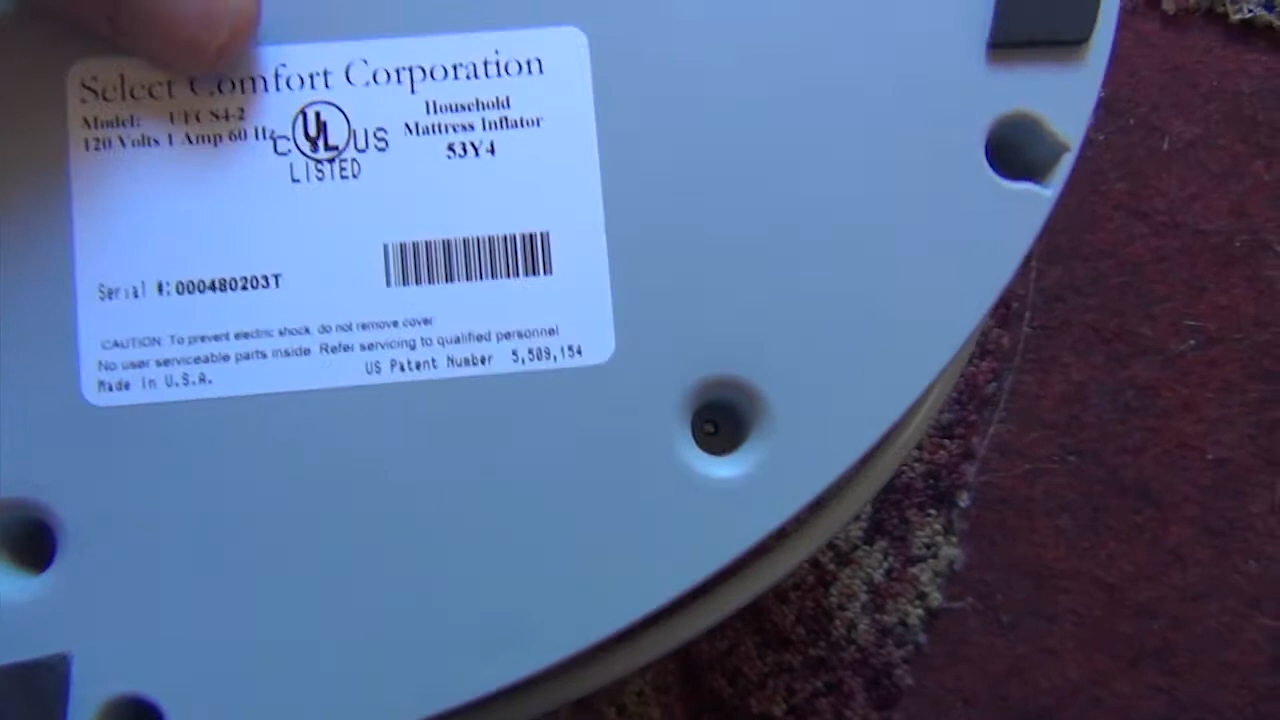 Select Comfort Corporation
Model: UFCS4-2
120 Volts 1 Amp 60 Hz
C UL US
LISTED
Household
Mattress Inflator
53Y4
Serial #:000480203T
CAUTION: To prevent electric shock, do not remove cover
No user serviceable parts inside. Refer servicing to qualified personnel
Made in U.S.A.
US Patent Number 5,509,154